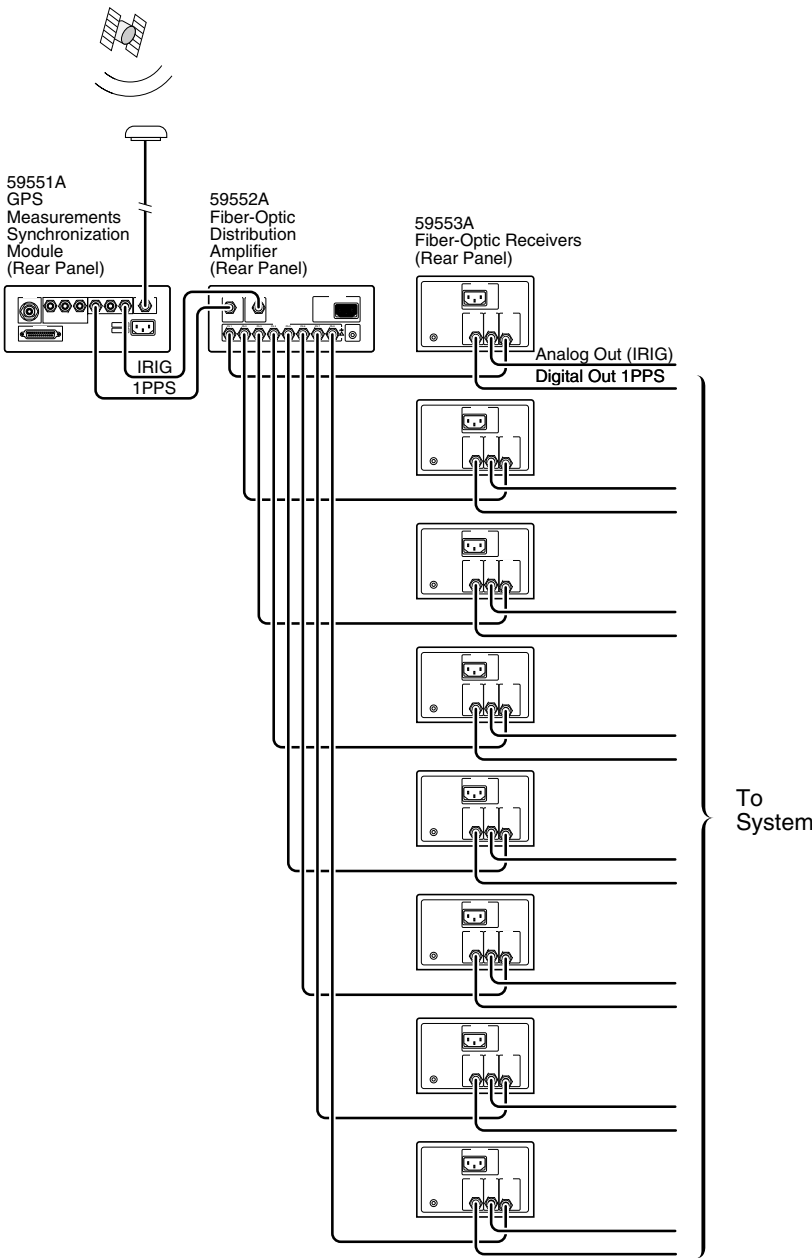 59551A
GPS
Measurements
Synchronization
Module
(Rear Panel)
59552A
Fiber-Optic
Distribution
Amplifier
(Rear Panel)
59553A
Fiber-Optic Receivers
(Rear Panel)
IRIG
1PPS
Analog Out (IRIG)
Digital Out 1PPS
To
System